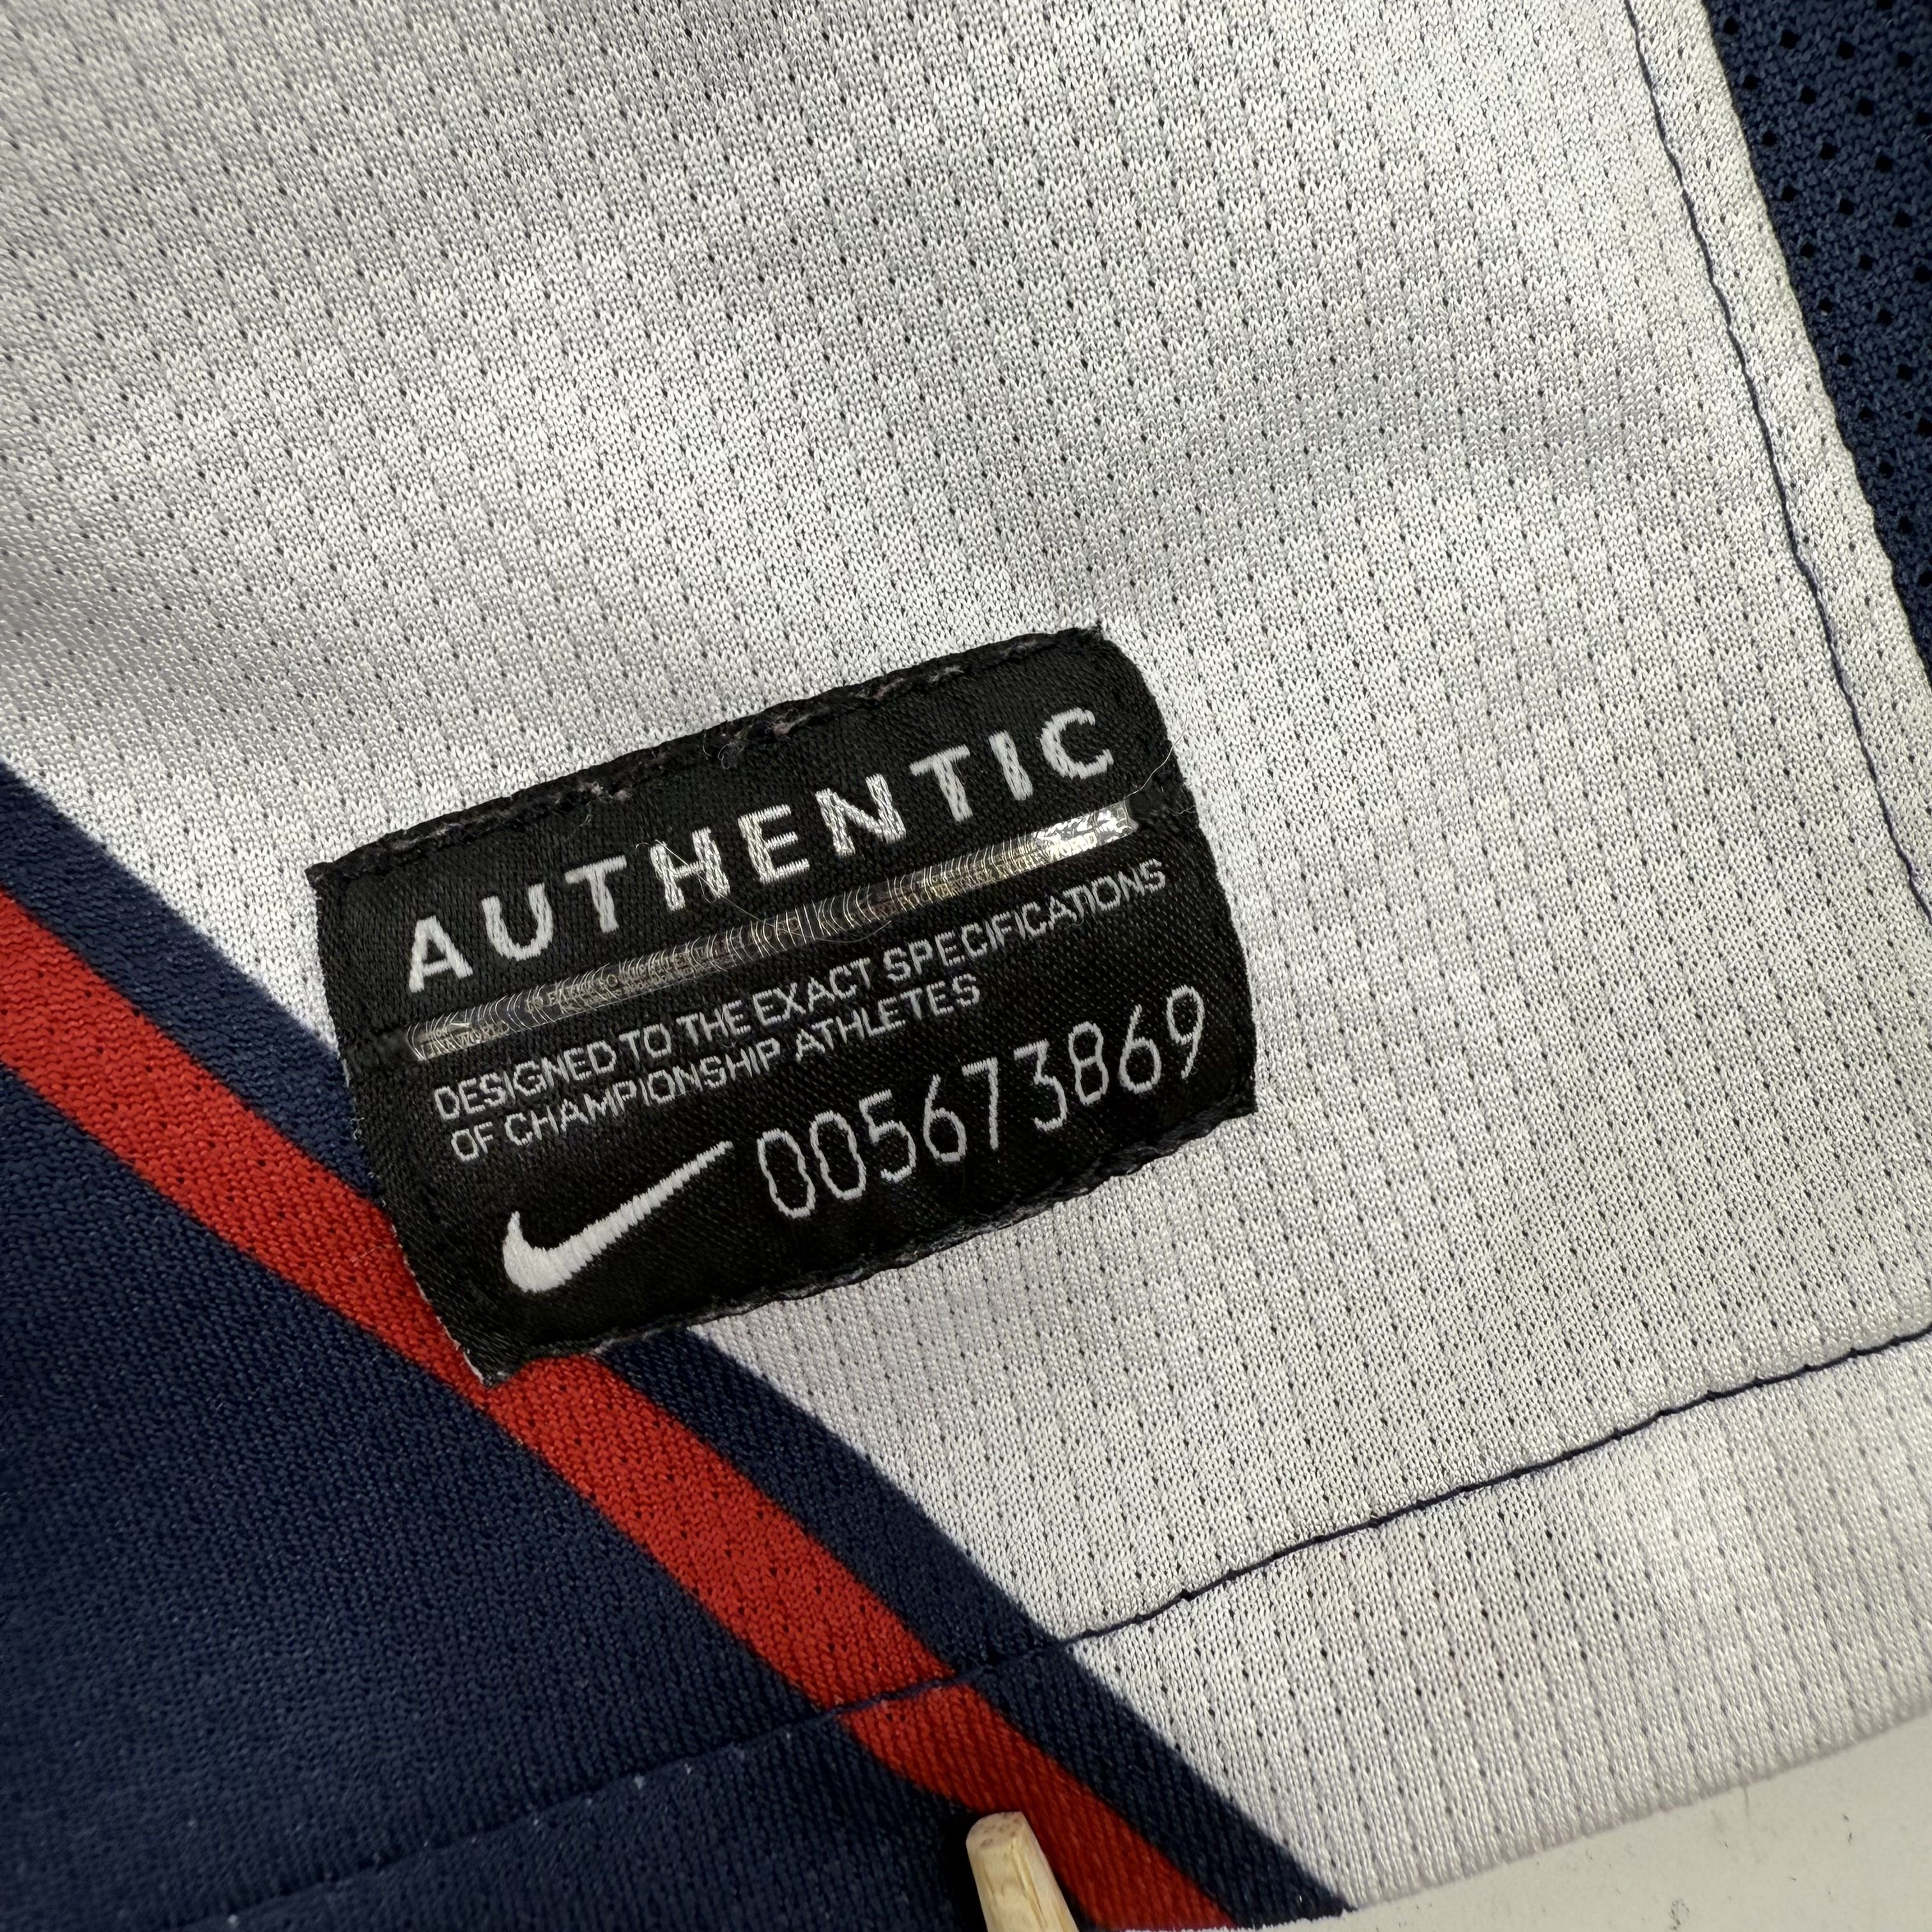 AUTHENTIC
DESIGNED TO THE EXACT SPECIFICATIONS
OF CHAMPIONSHIP ATHLETES
005673869